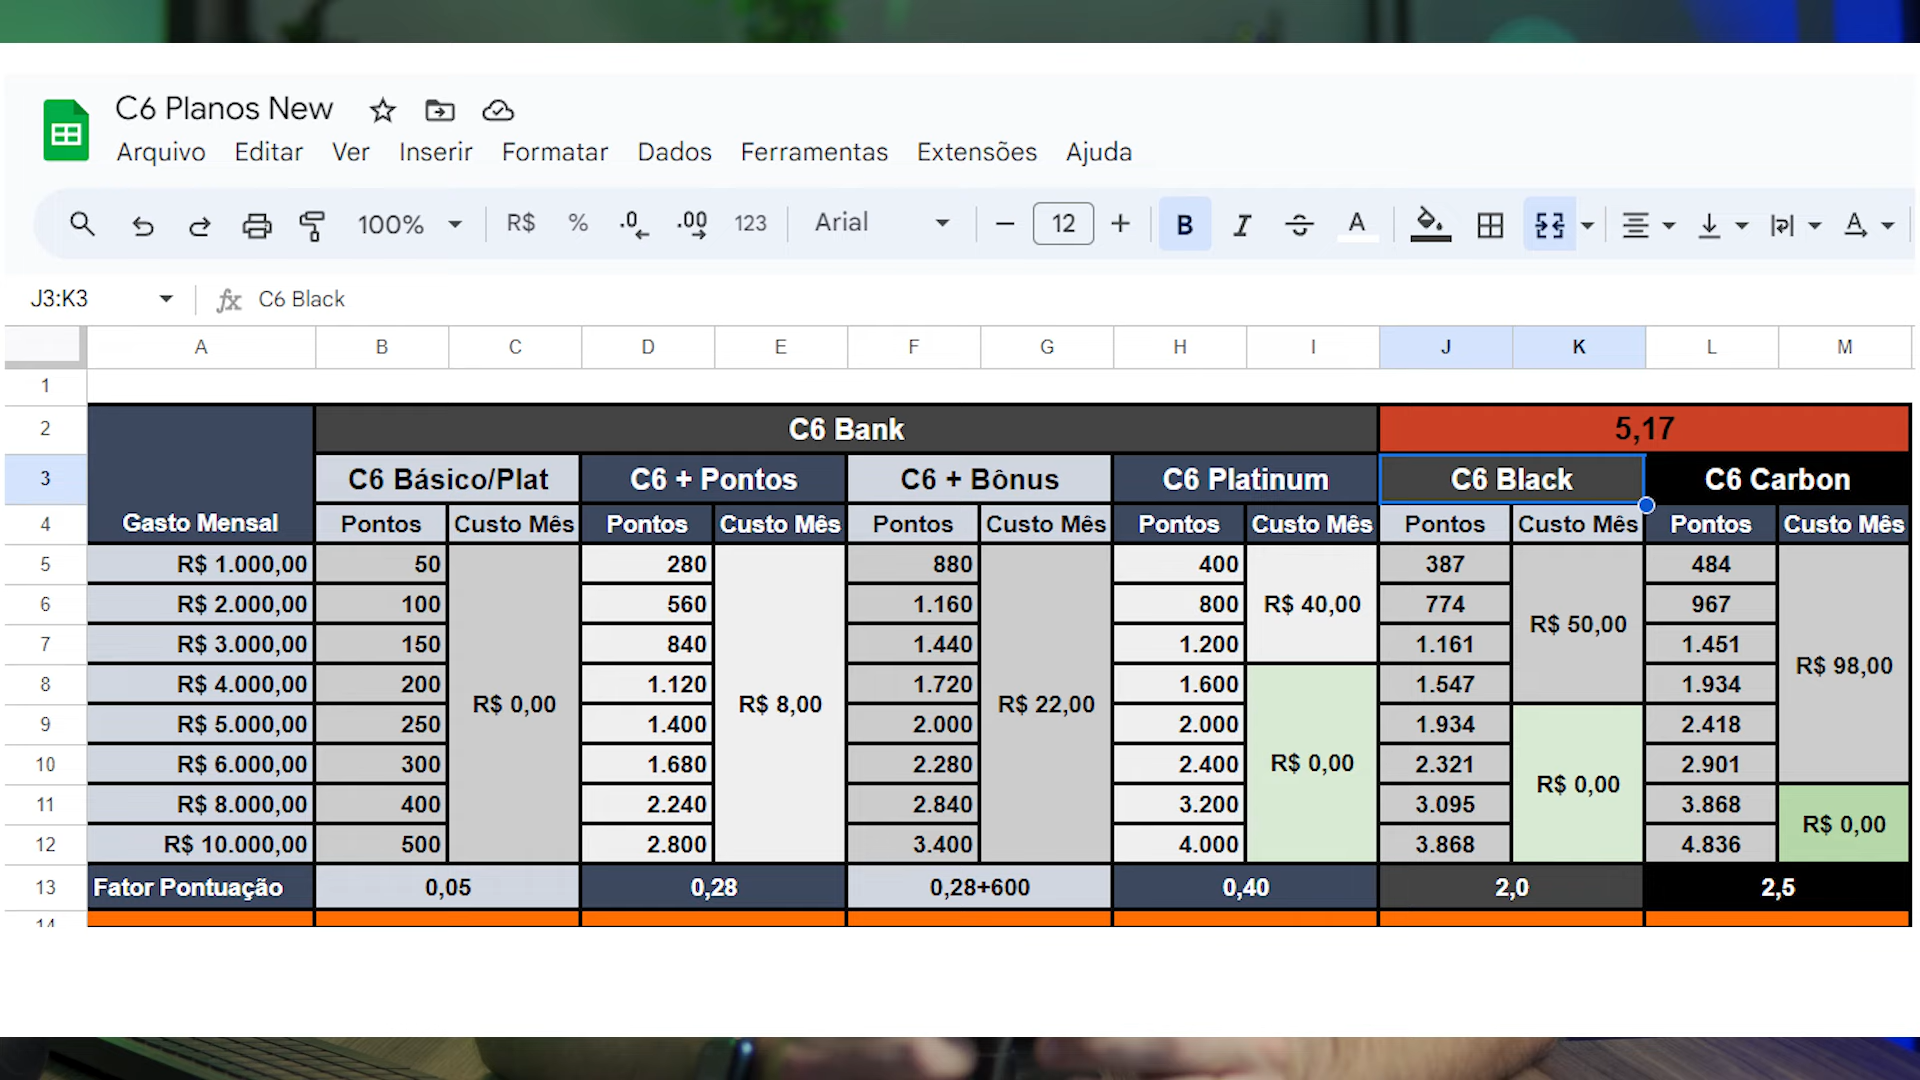 C6 Planos New
Arquivo Editar Ver Inserir Formatar Dados Ferramentas Extensões Ajuda
100% R$ % .0 .00 123 Arial 12 B I A A
J3:K3 fx C6 Black
A B C D E F G H I J K L M
1
2 C6 Bank 5,17
3 C6 Básico/Plat C6 + Pontos C6 + Bônus C6 Platinum C6 Black C6 Carbon
4 Gasto Mensal Pontos Custo Mês Pontos Custo Mês Pontos Custo Mês Pontos Custo Mês Pontos Custo Mês Pontos Custo Mês
5 R$ 1.000,00 50 280 880 400 387 484
6 R$ 2.000,00 100 560 1.160 800 R$ 40,00 774 967
R$ 50,00
7 R$ 3.000,00 150 840 1.440 1.200 1.161 1.451
R$ 98,00
8 R$ 4.000,00 200 1.120 1.720 1.600 1.547 1.934
R$ 0,00 R$ 8,00 R$ 22,00
9 R$ 5.000,00 250 1.400 2.000 2.000 1.934 2.418
10 R$ 6.000,00 300 1.680 2.280 2.400 R$ 0,00 2.321 2.901
R$ 0,00
11 R$ 8.000,00 400 2.240 2.840 3.200 3.095 3.868
R$ 0,00
12 R$ 10.000,00 500 2.800 3.400 4.000 3.868 4.836
13 Fator Pontuação 0,05 0,28 0,28+600 0,40 2,0 2,5
14